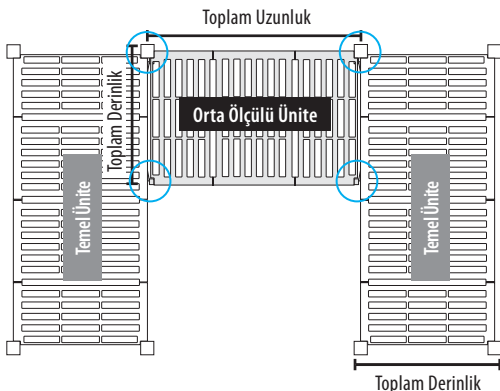 Toplam Uzunluk
Toplam Derinlik
Orta Ölçülü Ünite
Temel Ünite
Temel Ünite
Toplam Derinlik